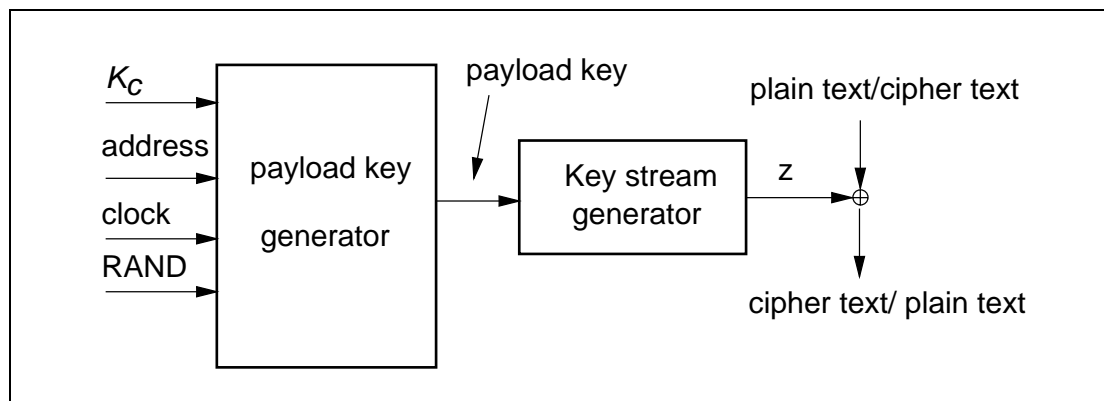 Kc
address
clock
RAND
payload key
generator
payload key
Key stream
generator
z
plain text/cipher text
cipher text/ plain text